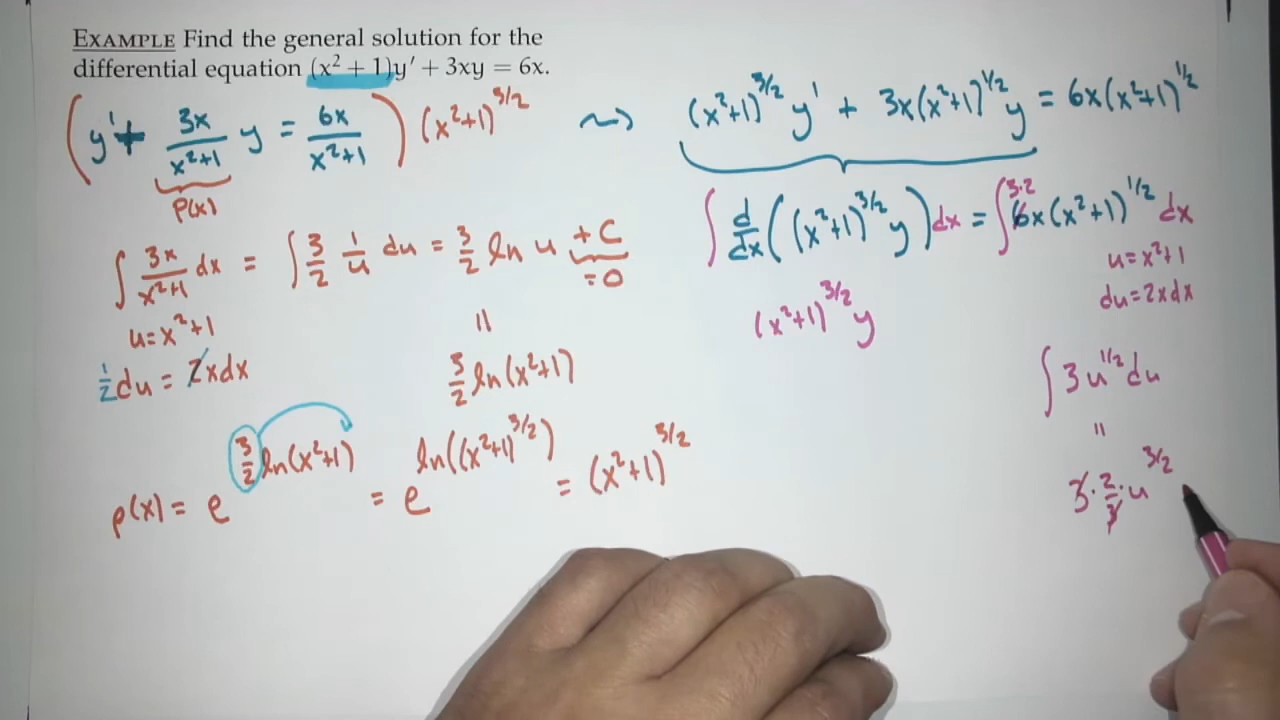 EXAMPLE Find the general solution for the
differential equation (x² + 1)y′ + 3xy = 6x.
( y' + 3x/(x²+1) y = 6x/(x²+1) ) (x²+1)^{3/2} ⇝ (x²+1)^{3/2} y' + 3x(x²+1)^{1/2} y = 6x(x²+1)^{1/2}
P(x)
∫ d/dx ((x²+1)^{3/2} y) dx = ∫ 6x(x²+1)^{1/2} dx
3·2
∫ 3x/(x²+1) dx = ∫ 3/2 1/u du = 3/2 ln u + C
= 0
u = x²+1
1/2 du = 2x dx
||
3/2 ln(x²+1)
ρ(x) = e^{3/2 ln(x²+1)} = e^{ln((x²+1)^{3/2})} = (x²+1)^{3/2}
(x²+1)^{3/2} y
u = x²+1
du = 2x dx
∫ 3u^{1/2} du
||
3 · 2/3 · u^{3/2}